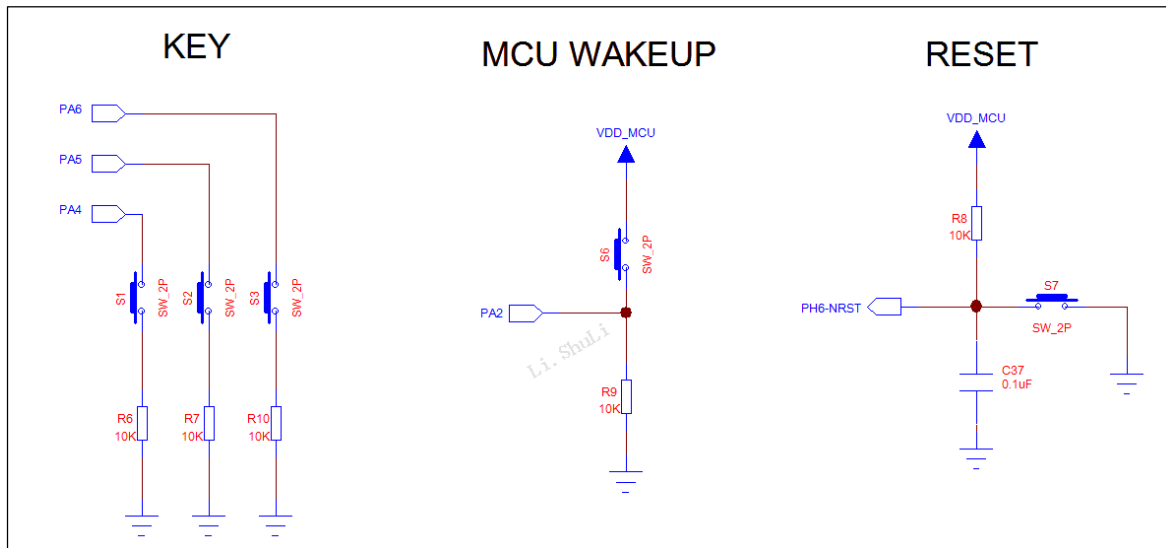 KEY
PA6
PA5
PA4
S1
SW_2P
S2
SW_2P
S3
SW_2P
R6
10K
R7
10K
R10
10K
MCU WAKEUP
VDD_MCU
S6
SW_2P
PA2
Li.ShuLi
R9
10K
RESET
VDD_MCU
R8
10K
PH6-NRST
S7
SW_2P
C37
0.1uF